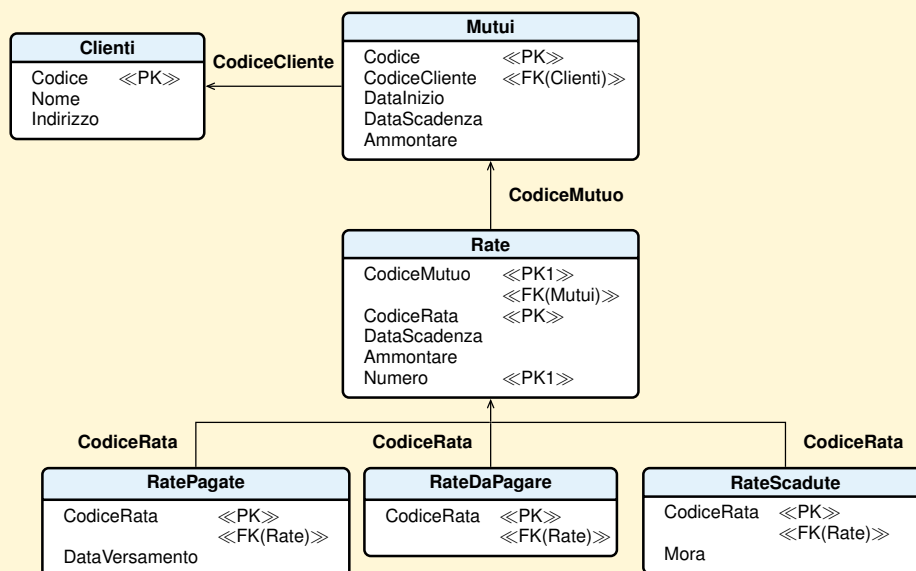 Clienti
Codice ≪PK≫
Nome
Indirizzo
CodiceCliente
Mutui
Codice ≪PK≫
CodiceCliente ≪FK(Clienti)≫
DataInizio
DataScadenza
Ammontare
CodiceMutuo
Rate
CodiceMutuo ≪PK1≫
≪FK(Mutui)≫
CodiceRata ≪PK≫
DataScadenza
Ammontare
Numero ≪PK1≫
CodiceRata
CodiceRata
CodiceRata
RatePagate
CodiceRata ≪PK≫
≪FK(Rate)≫
DataVersamento
RateDaPagare
CodiceRata ≪PK≫
≪FK(Rate)≫
RateScadute
CodiceRata ≪PK≫
≪FK(Rate)≫
Mora